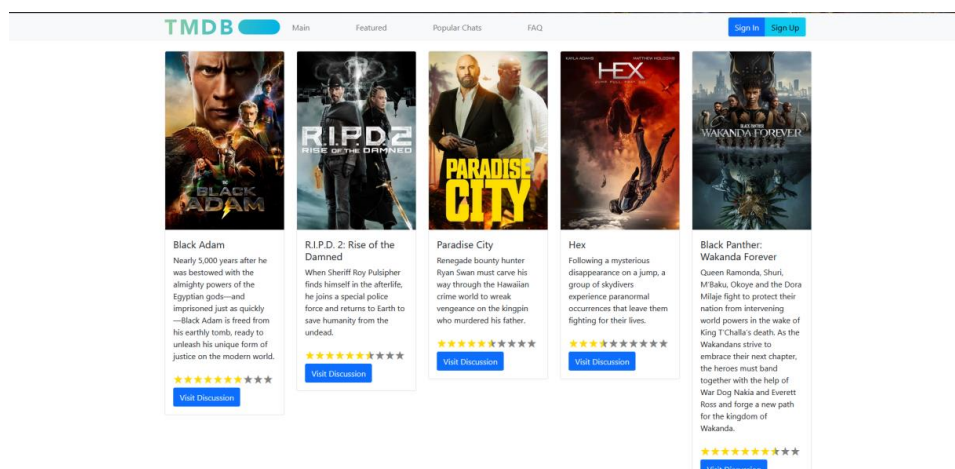 TMDB
Main
Featured
Popular Chats
FAQ
Sign In
Sign Up
BLACK
ADAM
R.I.P.D.2
RISE OF THE DAMNED
PARADISE
CITY
KAYLA ADAMS
MATTHEW HOLCOMB
HEX
BLACK PANTHER
WAKANDA FOREVER
Black Adam
Nearly 5,000 years after he
was bestowed with the
almighty powers of the
Egyptian gods—and
imprisoned just as quickly
—Black Adam is freed from
his earthly tomb, ready to
unleash his unique form of
justice on the modern world.
Visit Discussion
R.I.P.D. 2: Rise of the
Damned
When Sheriff Roy Pulsipher
finds himself in the afterlife,
he joins a special police
force and returns to Earth to
save humanity from the
undead.
Visit Discussion
Paradise City
Renegade bounty hunter
Ryan Swan must carve his
way through the Hawaiian
crime world to wreak
vengeance on the kingpin
who murdered his father.
Visit Discussion
Hex
Following a mysterious
disappearance on a jump, a
group of skydivers
experience paranormal
occurrences that leave them
fighting for their lives.
Visit Discussion
Black Panther:
Wakanda Forever
Queen Ramonda, Shuri,
M'Baku, Okoye and the Dora
Milaje fight to protect their
nation from intervening
world powers in the wake of
King T'Challa's death. As the
Wakandans strive to
embrace their next chapter,
the heroes must band
together with the help of
War Dog Nakia and Everett
Ross and forge a new path
for the kingdom of
Wakanda.
Visit Discussion